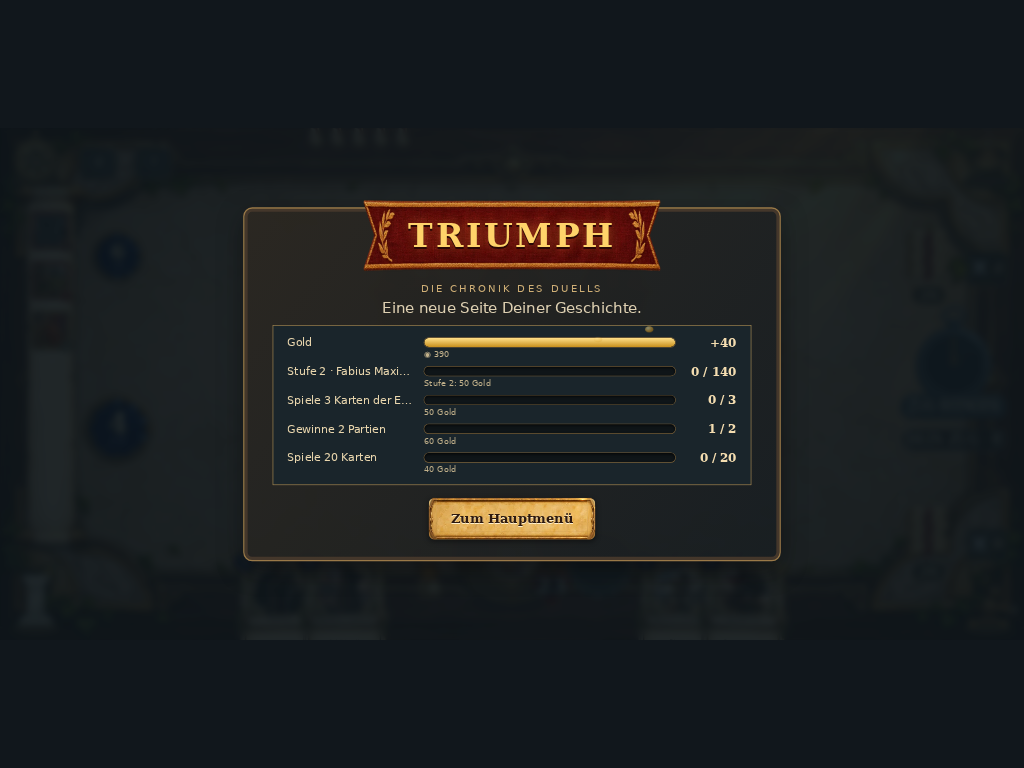 TRIUMPH
DIE CHRONIK DES DUELLS
Eine neue Seite Deiner Geschichte.
Gold +40
◉ 390
Stufe 2 · Fabius Maxi... 0 / 140
Stufe 2: 50 Gold
Spiele 3 Karten der E... 0 / 3
50 Gold
Gewinne 2 Partien 1 / 2
60 Gold
Spiele 20 Karten 0 / 20
40 Gold
Zum Hauptmenü